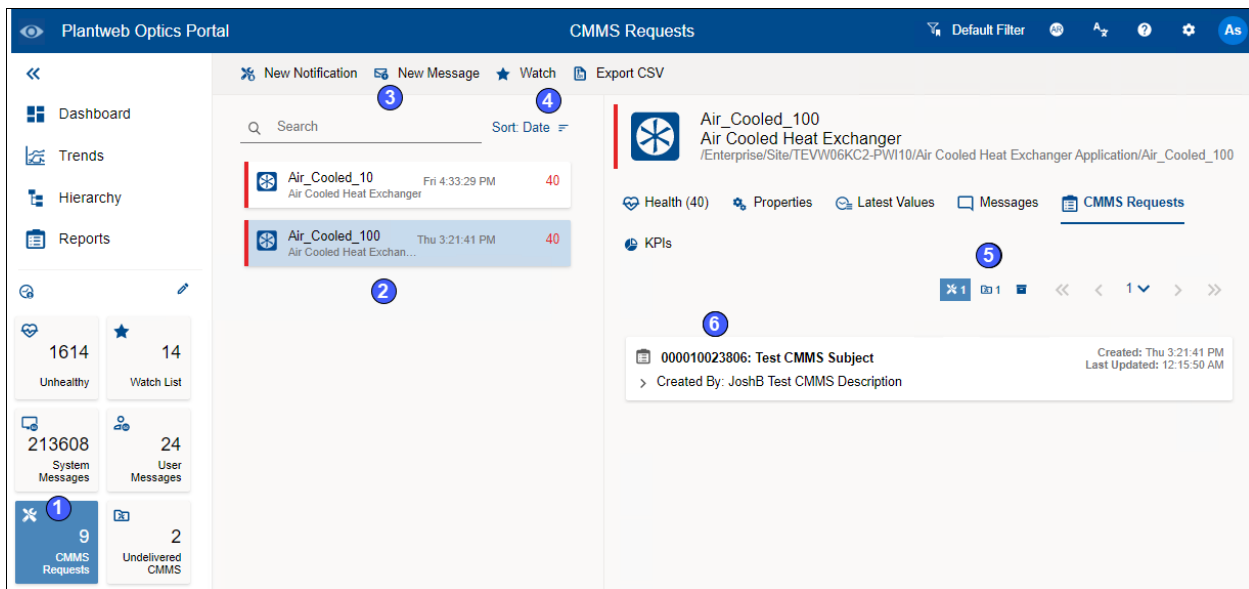 Plantweb Optics Portal
CMMS Requests
Default Filter
AR
As
New Notification
New Message
Watch
Export CSV
3
4
Dashboard
Trends
Hierarchy
Reports
1614
Unhealthy
14
Watch List
213608
System
Messages
24
User
Messages
1
9
CMMS
Requests
2
Undelivered
CMMS
Search
Sort: Date
Air_Cooled_10
Fri 4:33:29 PM
40
Air Cooled Heat Exchanger
Air_Cooled_100
Thu 3:21:41 PM
40
Air Cooled Heat Exchan...
2
Air_Cooled_100
Air Cooled Heat Exchanger
/Enterprise/Site/TEVW06KC2-PWI10/Air Cooled Heat Exchanger Application/Air_Cooled_100
Health (40)
Properties
Latest Values
Messages
CMMS Requests
KPIs
5
1
1
1
6
000010023806: Test CMMS Subject
Created: Thu 3:21:41 PM
Last Updated: 12:15:50 AM
Created By: JoshB Test CMMS Description